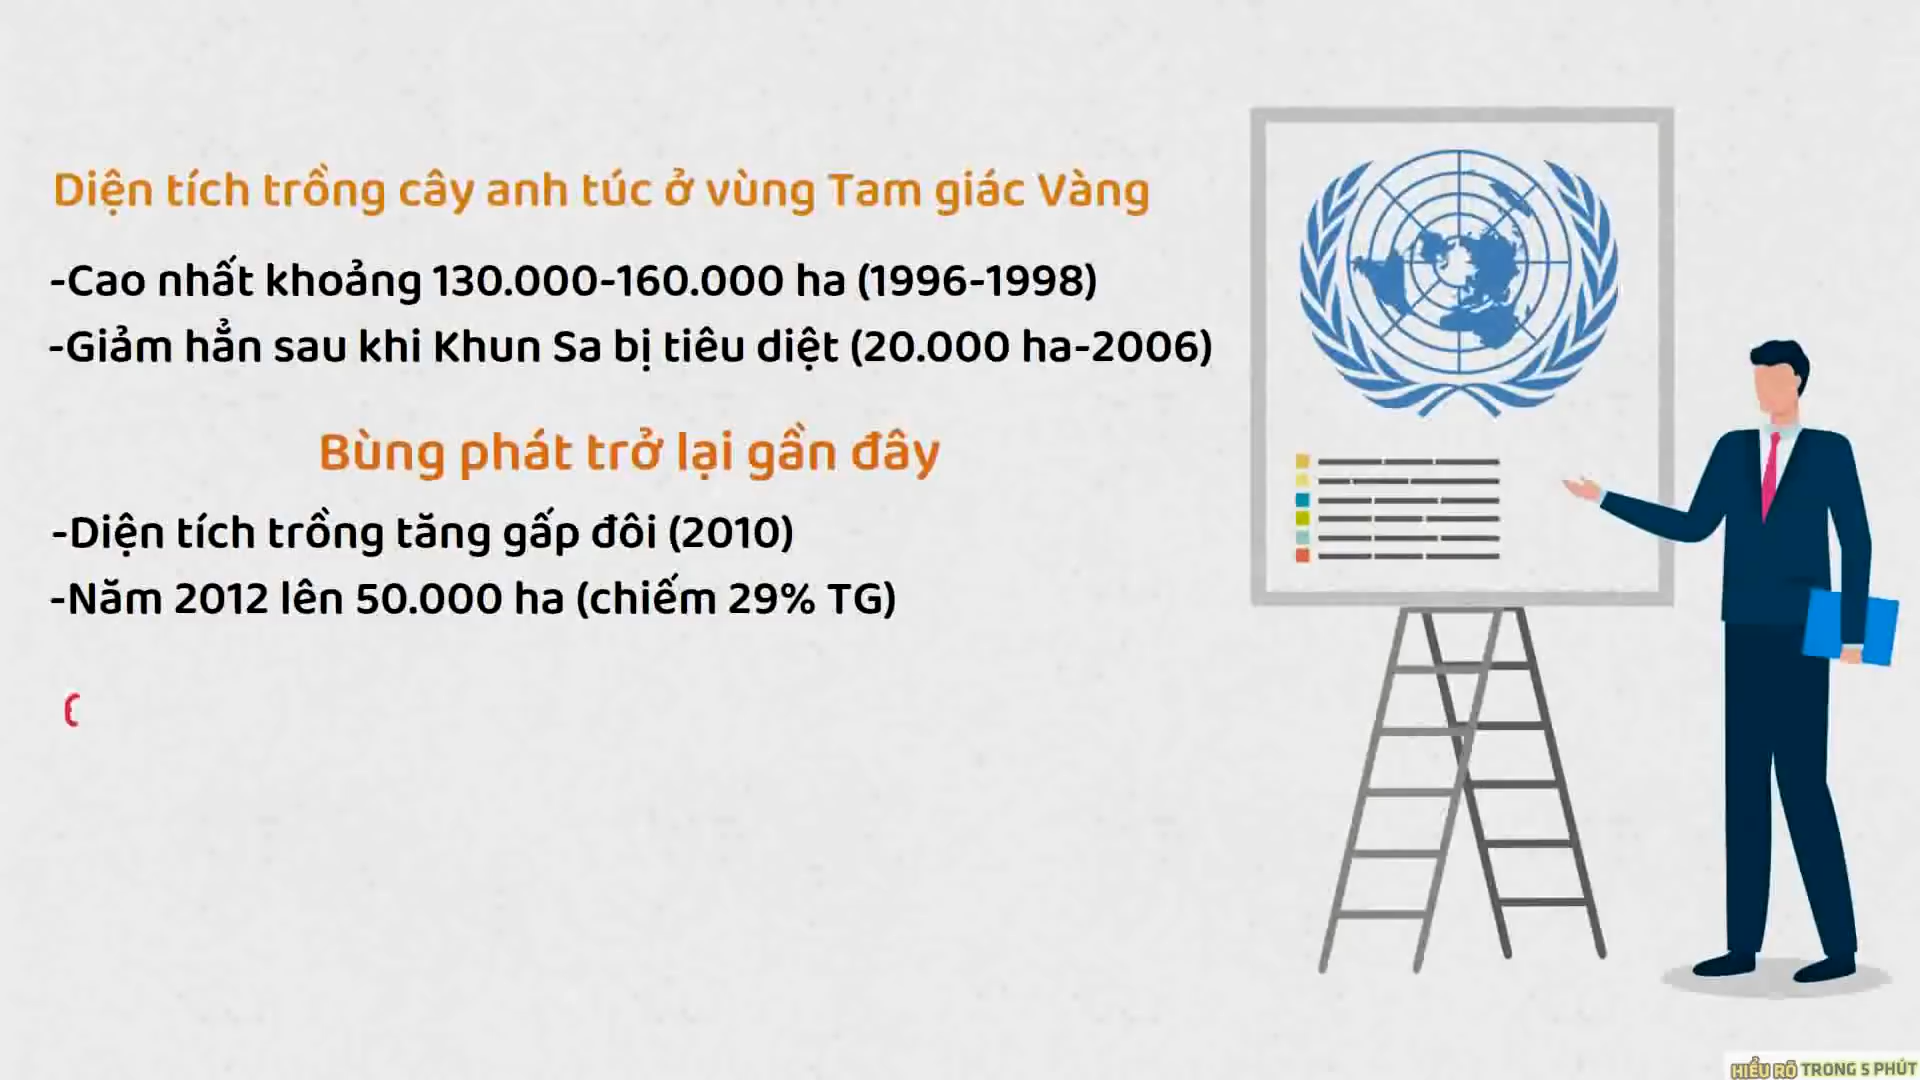 Diện tích trồng cây anh túc ở vùng Tam giác Vàng
-Cao nhất khoảng 130.000-160.000 ha (1996-1998)
-Giảm hẳn sau khi Khun Sa bị tiêu diệt (20.000 ha-2006)
Bùng phát trở lại gần đây
-Diện tích trồng tăng gấp đôi (2010)
-Năm 2012 lên 50.000 ha (chiếm 29% TG)
HIỂU RÕ TRONG 5 PHÚT